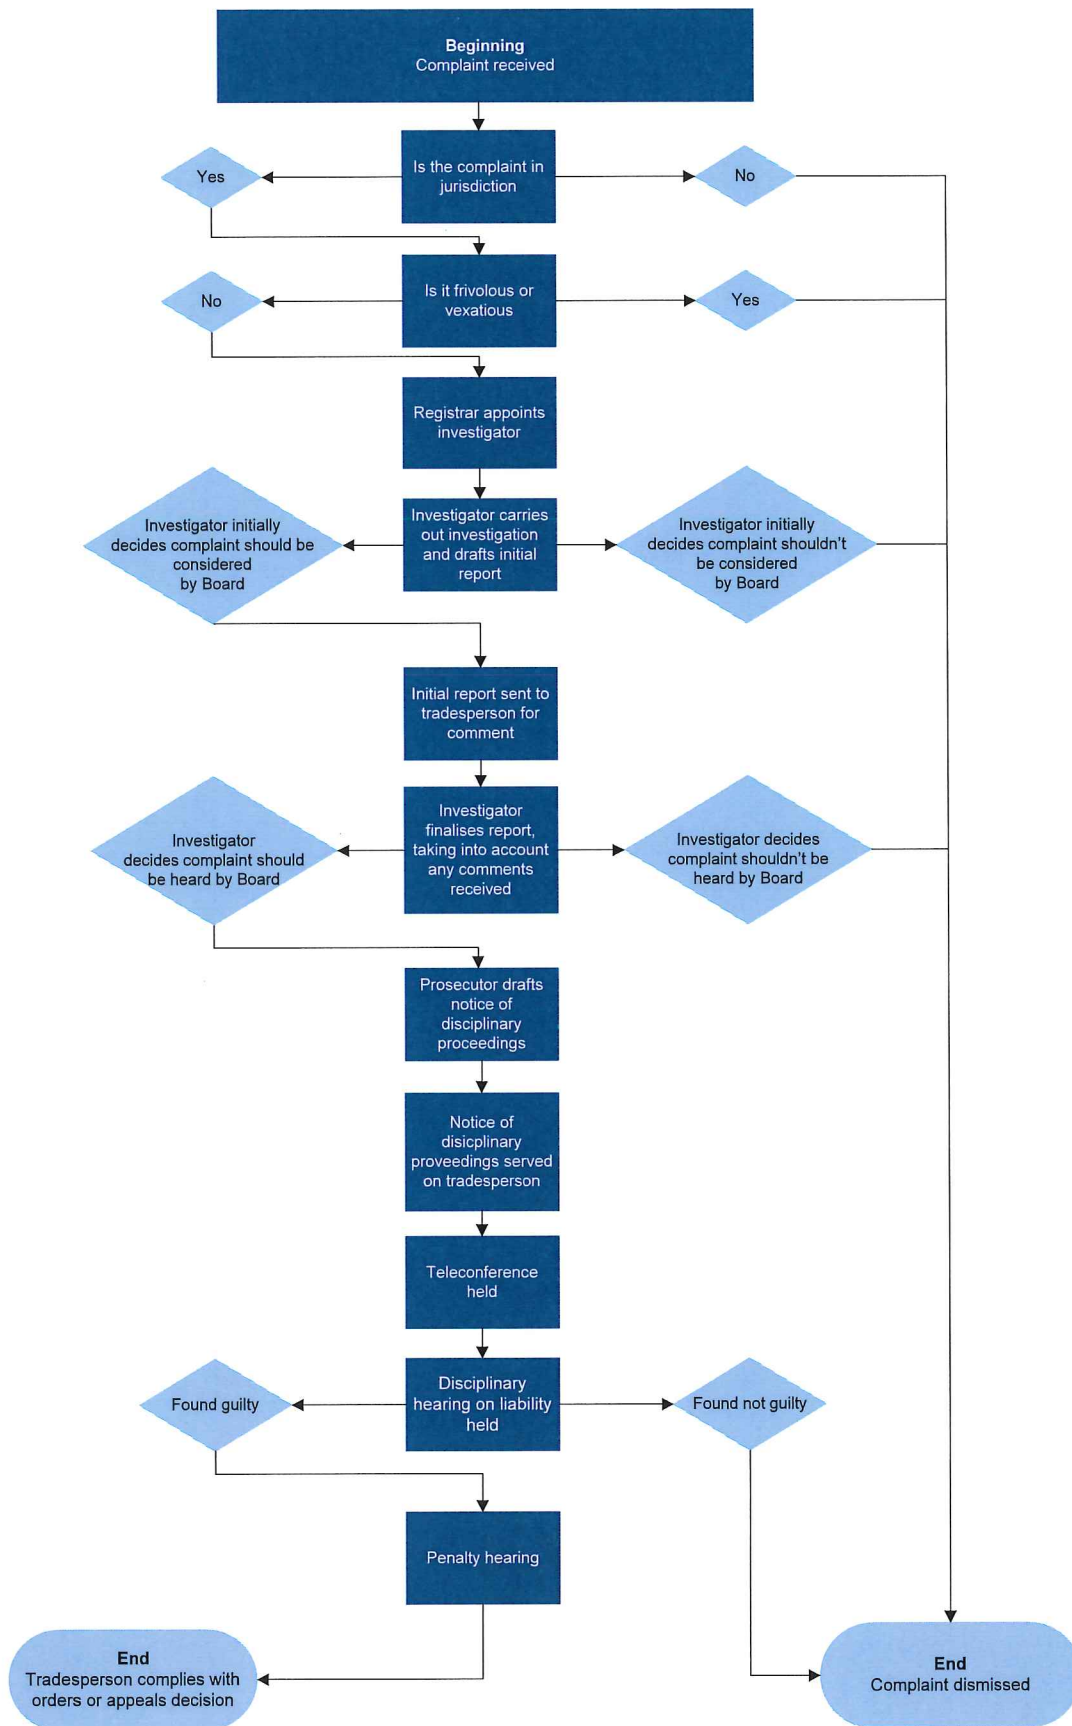 Beginning
Complaint received
Is the complaint in
jurisdiction
Yes
No
Is it frivolous or
vexatious
No
Yes
Registrar appoints
investigator
Investigator initially
decides complaint should be
considered
by Board
Investigator carries
out investigation
and drafts initial
report
Investigator initially
decides complaint shouldn't
be considered
by Board
Initial report sent to
tradesperson for
comment
Investigator
decides complaint should
be heard by Board
Investigator
finalises report,
taking into account
any comments
received
Investigator decides
complaint shouldn't be
heard by Board
Prosecutor drafts
notice of
disciplinary
proceedings
Notice of
disicplinary
proveedings served
on tradesperson
Teleconference
held
Found guilty
Disciplinary
hearing on liability
held
Found not guilty
Penalty hearing
End
Tradesperson complies with
orders or appeals decision
End
Complaint dismissed